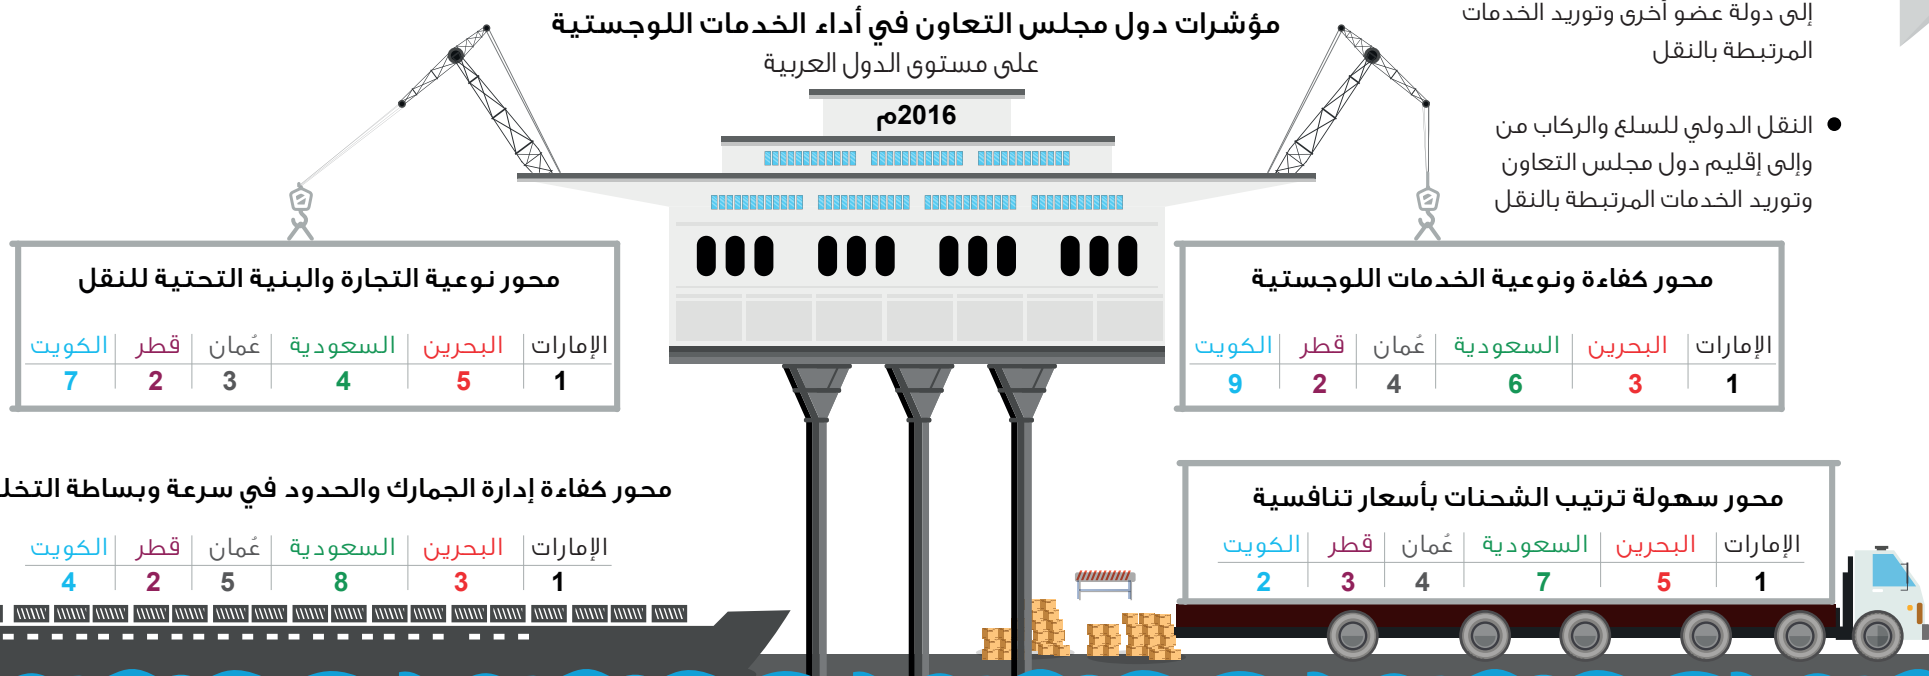 إلى دولة عضو أخرى وتوريد الخدمات
المرتبطة بالنقل
● النقل الدولي للسلع والركاب من
وإلى إقليم دول مجلس التعاون
وتوريد الخدمات المرتبطة بالنقل
مؤشرات دول مجلس التعاون في أداء الخدمات اللوجستية
على مستوى الدول العربية
2016م
محور كفاءة ونوعية الخدمات اللوجستية
الإمارات البحرين السعودية عُمان قطر الكويت
1 3 6 4 2 9
محور نوعية التجارة والبنية التحتية للنقل
الإمارات البحرين السعودية عُمان قطر الكويت
1 5 4 3 2 7
محور سهولة ترتيب الشحنات بأسعار تنافسية
الإمارات البحرين السعودية عُمان قطر الكويت
1 5 7 4 3 2
محور كفاءة إدارة الجمارك والحدود في سرعة وبساطة
الإمارات البحرين السعودية عُمان قطر الكويت
1 3 8 5 2 4